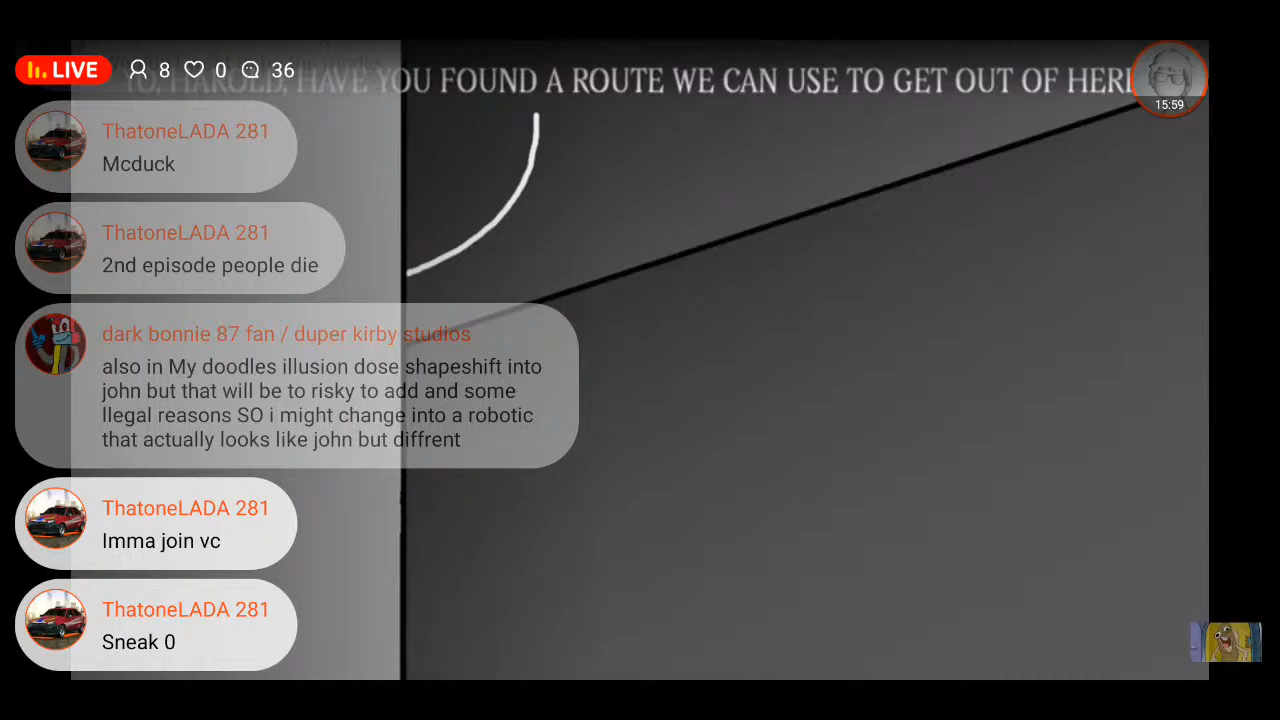 LIVE 8 0 36
YO, HAROLD, HAVE YOU FOUND A ROUTE WE CAN USE TO GET OUT OF HERE
15:59
ThatoneLADA 281
Mcduck
ThatoneLADA 281
2nd episode people die
dark bonnie 87 fan / duper kirby studios
also in My doodles illusion dose shapeshift into
john but that will be to risky to add and some
llegal reasons SO i might change into a robotic
that actually looks like john but diffrent
ThatoneLADA 281
Imma join vc
ThatoneLADA 281
Sneak 0